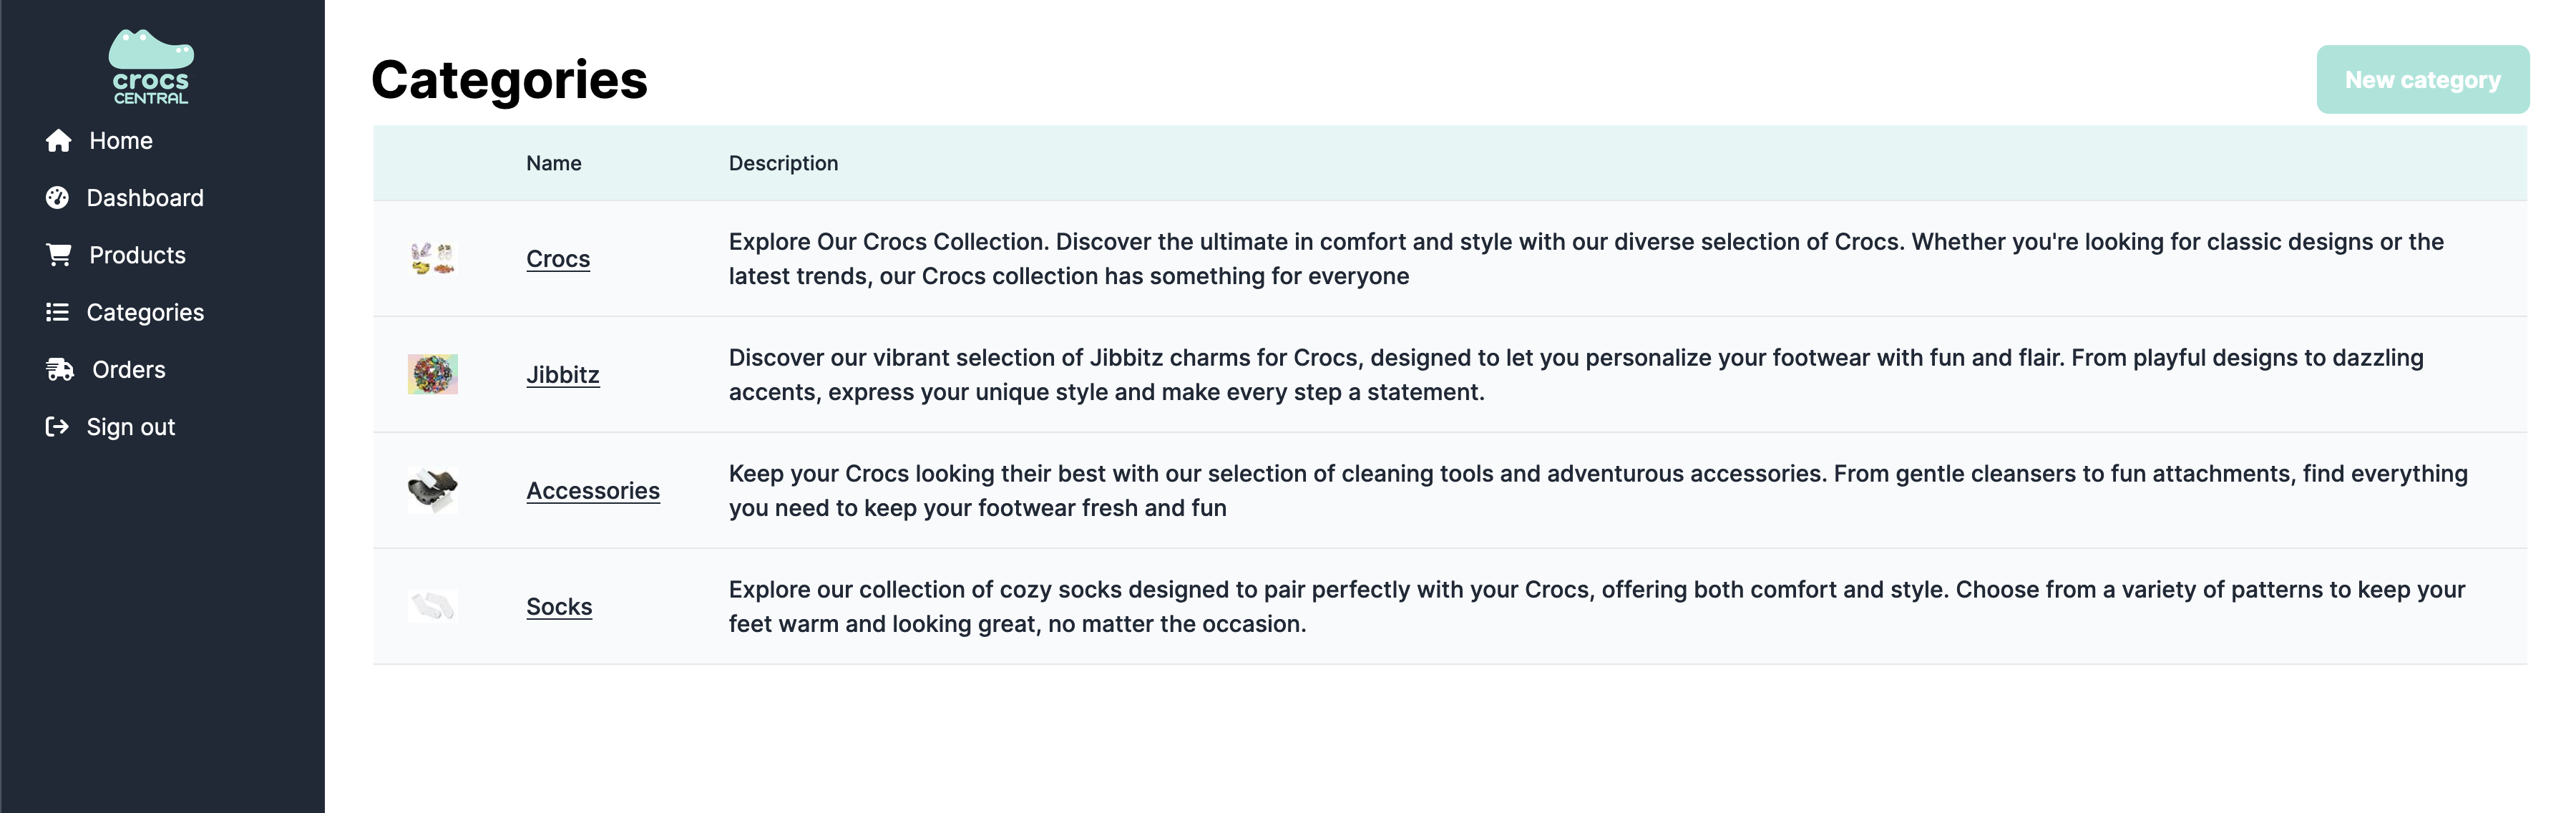 crocs
CENTRAL
Home
Dashboard
Products
Categories
Orders
Sign out
Categories
New category
Name Description
Crocs
Explore Our Crocs Collection. Discover the ultimate in comfort and style with our diverse selection of Crocs. Whether you're looking for classic designs or the
latest trends, our Crocs collection has something for everyone
Jibbitz
Discover our vibrant selection of Jibbitz charms for Crocs, designed to let you personalize your footwear with fun and flair. From playful designs to dazzling
accents, express your unique style and make every step a statement.
Accessories
Keep your Crocs looking their best with our selection of cleaning tools and adventurous accessories. From gentle cleansers to fun attachments, find everything
you need to keep your footwear fresh and fun
Socks
Explore our collection of cozy socks designed to pair perfectly with your Crocs, offering both comfort and style. Choose from a variety of patterns to keep your
feet warm and looking great, no matter the occasion.